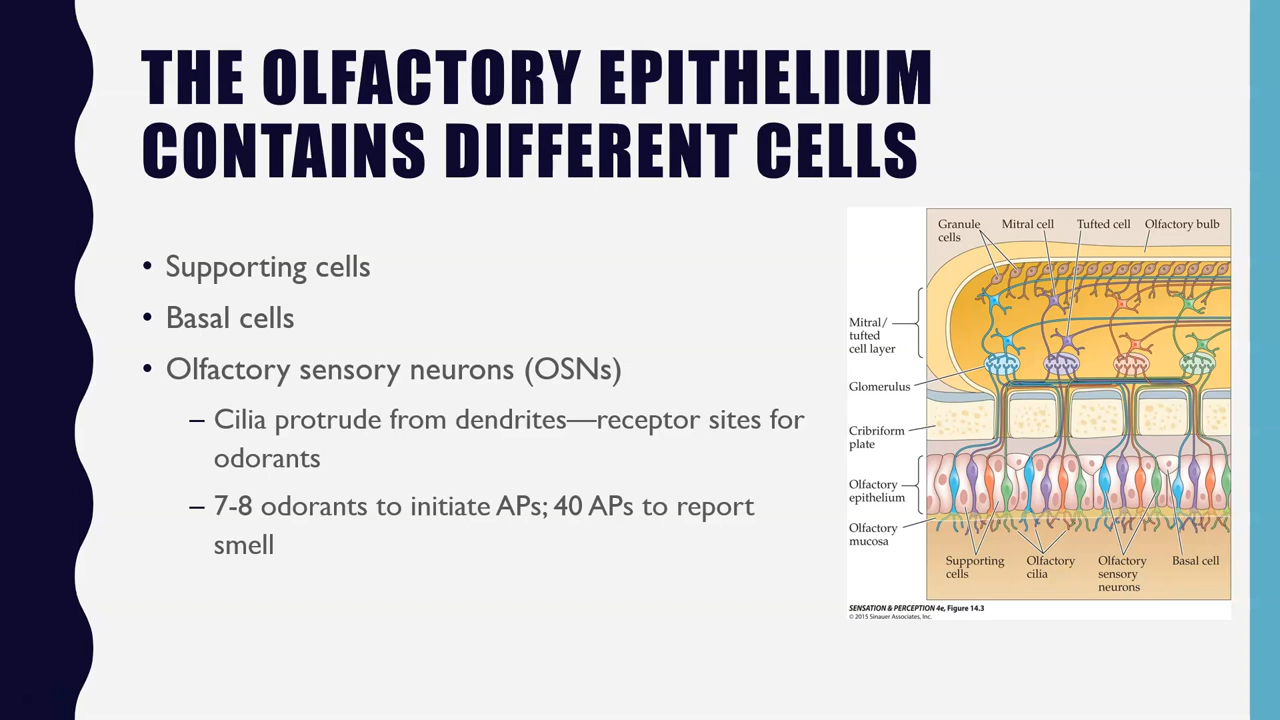 THE OLFACTORY EPITHELIUM
CONTAINS DIFFERENT CELLS
• Supporting cells
• Basal cells
• Olfactory sensory neurons (OSNs)
– Cilia protrude from dendrites—receptor sites for
odorants
– 7-8 odorants to initiate APs; 40 APs to report
smell
Granule
cells
Mitral cell
Tufted cell
Olfactory bulb
Mitral/
tufted
cell layer
Glomerulus
Cribriform
plate
Olfactory
epithelium
Olfactory
mucosa
Supporting
cells
Olfactory
cilia
Olfactory
sensory
neurons
Basal cell
SENSATION & PERCEPTION 4e, Figure 14.3
© 2015 Sinauer Associates, Inc.